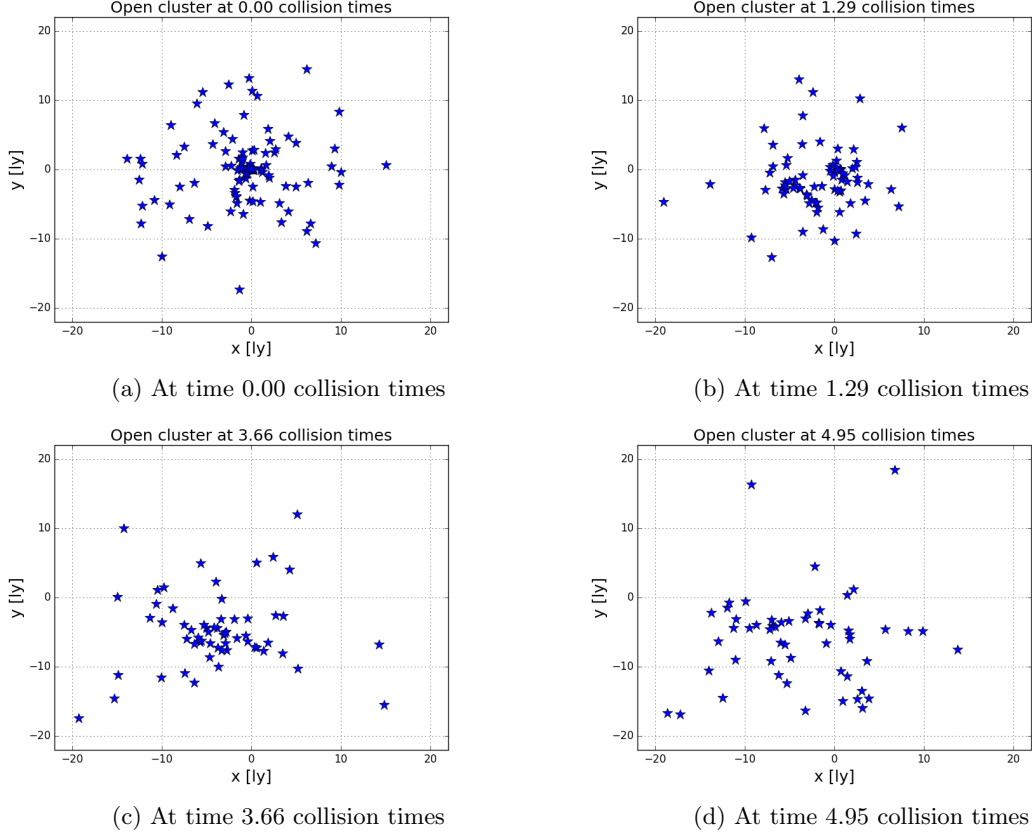 Open cluster at 0.00 collision times
20
10
0
−10
−20
y [ly]
−20 −10 0 10 20
x [ly]
(a) At time 0.00 collision times
Open cluster at 1.29 collision times
20
10
0
−10
−20
y [ly]
−20 −10 0 10 20
x [ly]
(b) At time 1.29 collision times
Open cluster at 3.66 collision times
20
10
0
−10
−20
y [ly]
−20 −10 0 10 20
x [ly]
(c) At time 3.66 collision times
Open cluster at 4.95 collision times
20
10
0
−10
−20
y [ly]
−20 −10 0 10 20
x [ly]
(d) At time 4.95 collision times